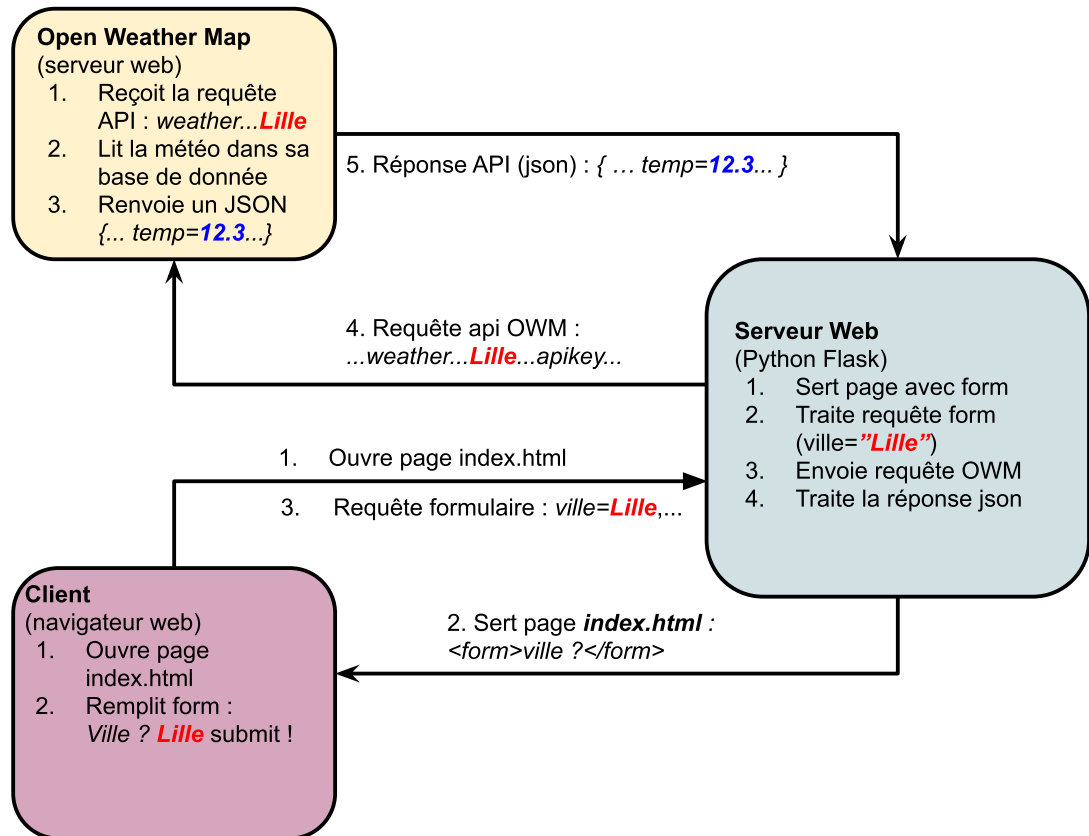 Open Weather Map
(serveur web)
1. Reçoit la requête
API : weather...Lille
2. Lit la météo dans sa
base de donnée
3. Renvoie un JSON
{... temp=12.3...}
5. Réponse API (json) : { … temp=12.3... }
4. Requête api OWM :
...weather...Lille...apikey...
Serveur Web
(Python Flask)
1. Sert page avec form
2. Traite requête form
(ville=”Lille”)
3. Envoie requête OWM
4. Traite la réponse json
1. Ouvre page index.html
3. Requête formulaire : ville=Lille,...
Client
(navigateur web)
1. Ouvre page
index.html
2. Remplit form :
Ville ? Lille submit !
2. Sert page index.html :
<form>ville ?</form>